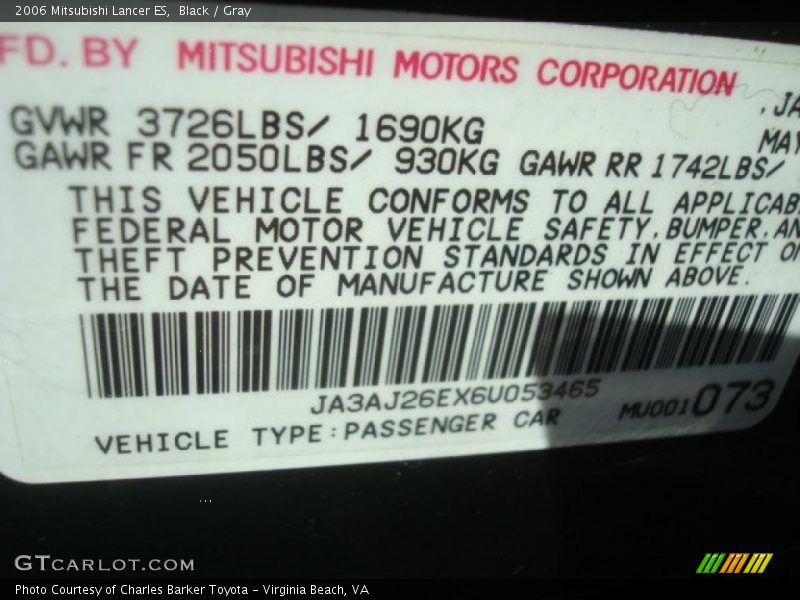 2006 Mitsubishi Lancer ES, Black / Gray
FD. BY MITSUBISHI MOTORS CORPORATION
GVWR 3726LBS/ 1690KG
GAWR FR 2050LBS/ 930KG GAWR RR 1742LBS/
THIS VEHICLE CONFORMS TO ALL APPLICAB
FEDERAL MOTOR VEHICLE SAFETY, BUMPER, AN
THEFT PREVENTION STANDARDS IN EFFECT ON
THE DATE OF MANUFACTURE SHOWN ABOVE.
JA3AJ26EX6U053465
MU001 073
VEHICLE TYPE: PASSENGER CAR
GTCARLOT.COM
Photo Courtesy of Charles Barker Toyota - Virginia Beach, VA